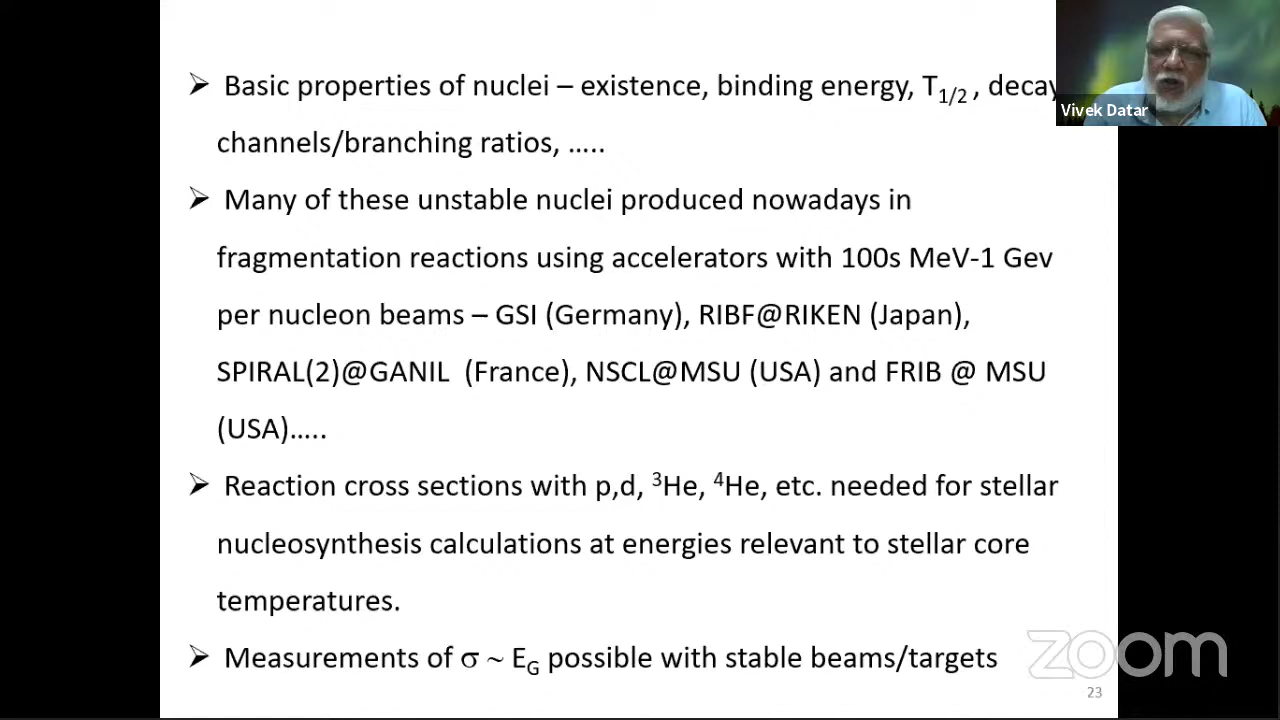 ➢ Basic properties of nuclei – existence, binding energy, T1/2 , decay
channels/branching ratios, …..
➢ Many of these unstable nuclei produced nowadays in
fragmentation reactions using accelerators with 100s MeV-1 Gev
per nucleon beams – GSI (Germany), RIBF@RIKEN (Japan),
SPIRAL(2)@GANIL (France), NSCL@MSU (USA) and FRIB @ MSU
(USA)…..
➢ Reaction cross sections with p,d, ³He, ⁴He, etc. needed for stellar
nucleosynthesis calculations at energies relevant to stellar core
temperatures.
➢ Measurements of σ ~ EG possible with stable beams/targets
23
Vivek Datar
zoom